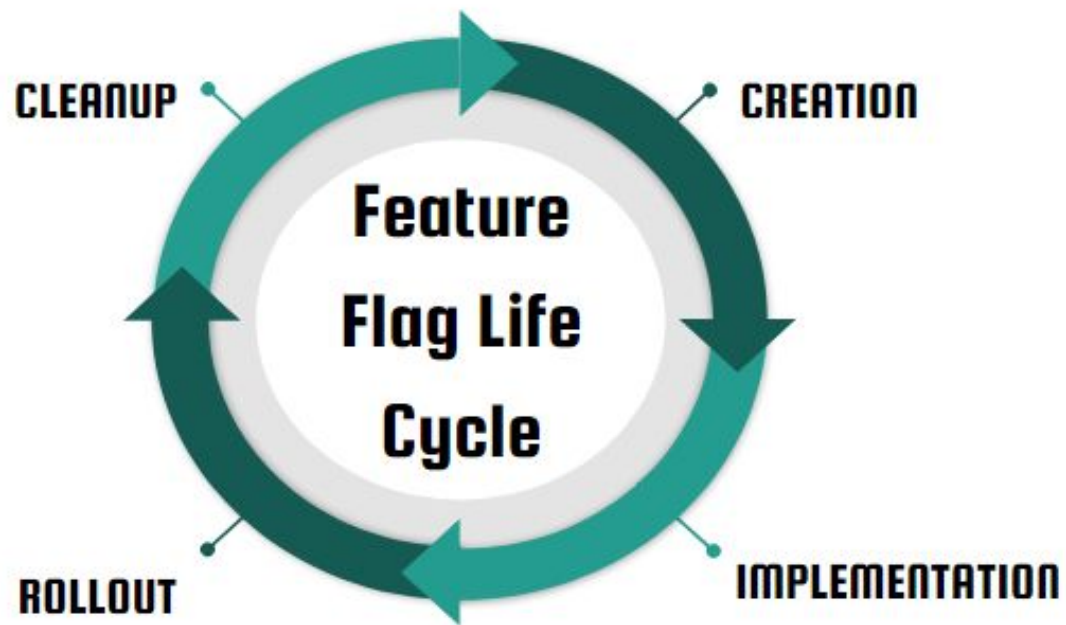 CLEANUP
CREATION
Feature
Flag Life
Cycle
ROLLOUT
IMPLEMENTATION